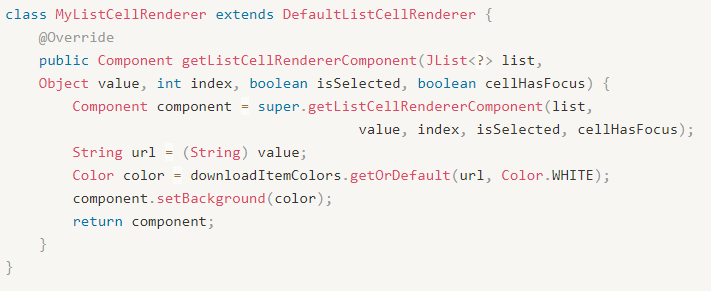 class MyListCellRenderer extends DefaultListCellRenderer {
    @Override
    public Component getListCellRendererComponent(JList<?> list,
    Object value, int index, boolean isSelected, boolean cellHasFocus) {
        Component component = super.getListCellRendererComponent(list,
                                           value, index, isSelected, cellHasFocus);
        String url = (String) value;
        Color color = downloadItemColors.getOrDefault(url, Color.WHITE);
        component.setBackground(color);
        return component;
    }
}